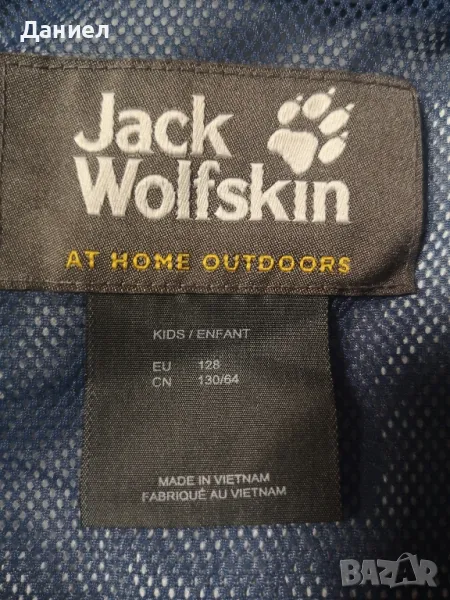 Даниел
Jack
Wolfskin
AT HOME OUTDOORS
KIDS / ENFANT
EU 128
CN 130/64
MADE IN VIETNAM
FABRIQUÉ AU VIETNAM
BAZAR